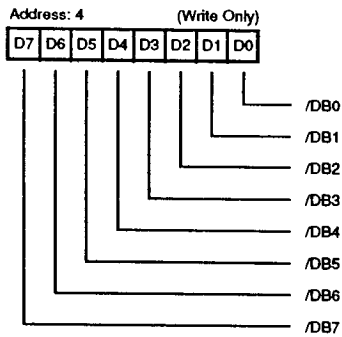 Address: 4 (Write Only)
D7 D6 D5 D4 D3 D2 D1 D0
/DB0
/DB1
/DB2
/DB3
/DB4
/DB5
/DB6
/DB7